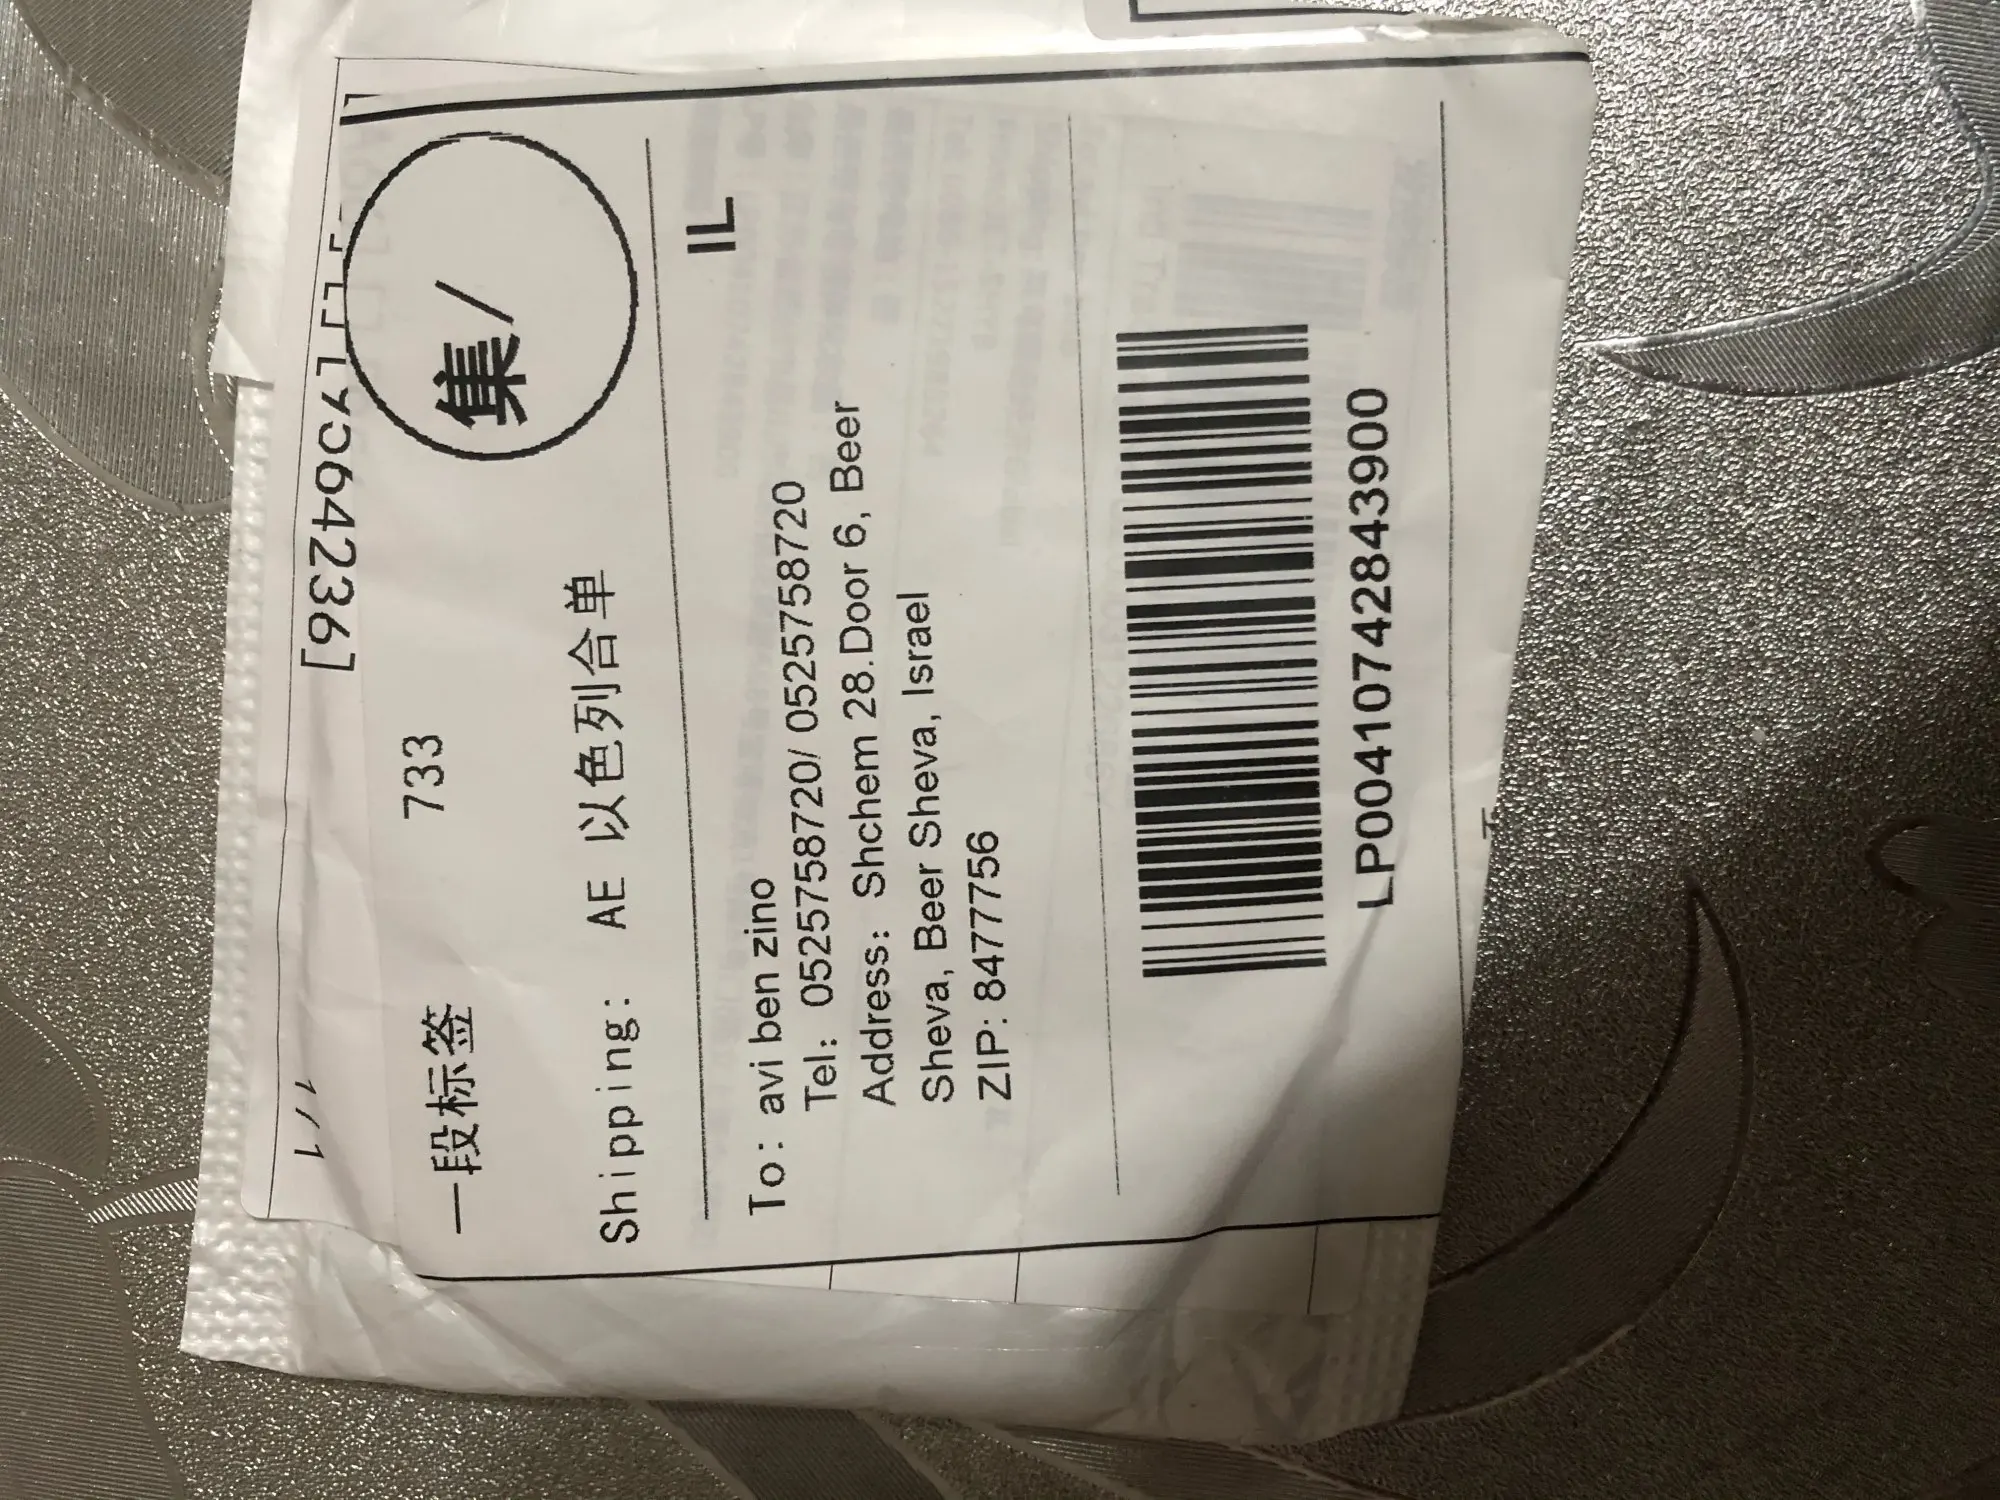 564236]
1/1
一段标签 733
集/
Shipping: AE 以色列合单
IL
To: avi ben zino
Tel: 0525758720/ 0525758720
Address: Shchem 28.Door 6, Beer
Sheva, Beer Sheva, Israel
ZIP: 8477756
LP00410742843900